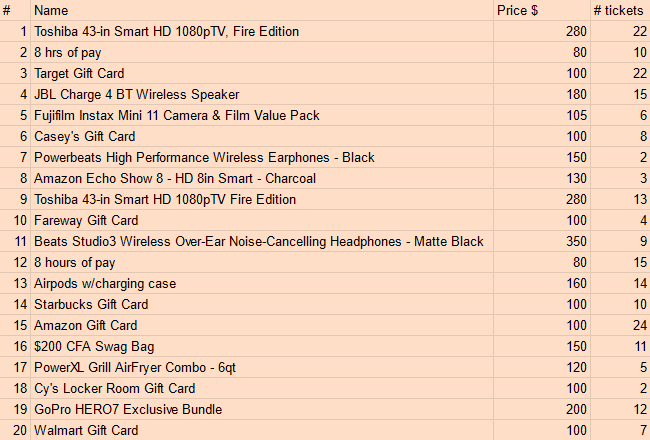 # Name Price $ # tickets
1 Toshiba 43-in Smart HD 1080pTV, Fire Edition 280 22
2 8 hrs of pay 80 10
3 Target Gift Card 100 22
4 JBL Charge 4 BT Wireless Speaker 180 15
5 Fujifilm Instax Mini 11 Camera & Film Value Pack 105 6
6 Casey's Gift Card 100 8
7 Powerbeats High Performance Wireless Earphones - Black 150 2
8 Amazon Echo Show 8 - HD 8in Smart - Charcoal 130 3
9 Toshiba 43-in Smart HD 1080pTV Fire Edition 280 13
10 Fareway Gift Card 100 4
11 Beats Studio3 Wireless Over-Ear Noise-Cancelling Headphones - Matte Black 350 9
12 8 hours of pay 80 15
13 Airpods w/charging case 160 14
14 Starbucks Gift Card 100 10
15 Amazon Gift Card 100 24
16 $200 CFA Swag Bag 150 11
17 PowerXL Grill AirFryer Combo - 6qt 120 5
18 Cy's Locker Room Gift Card 100 2
19 GoPro HERO7 Exclusive Bundle 200 12
20 Walmart Gift Card 100 7